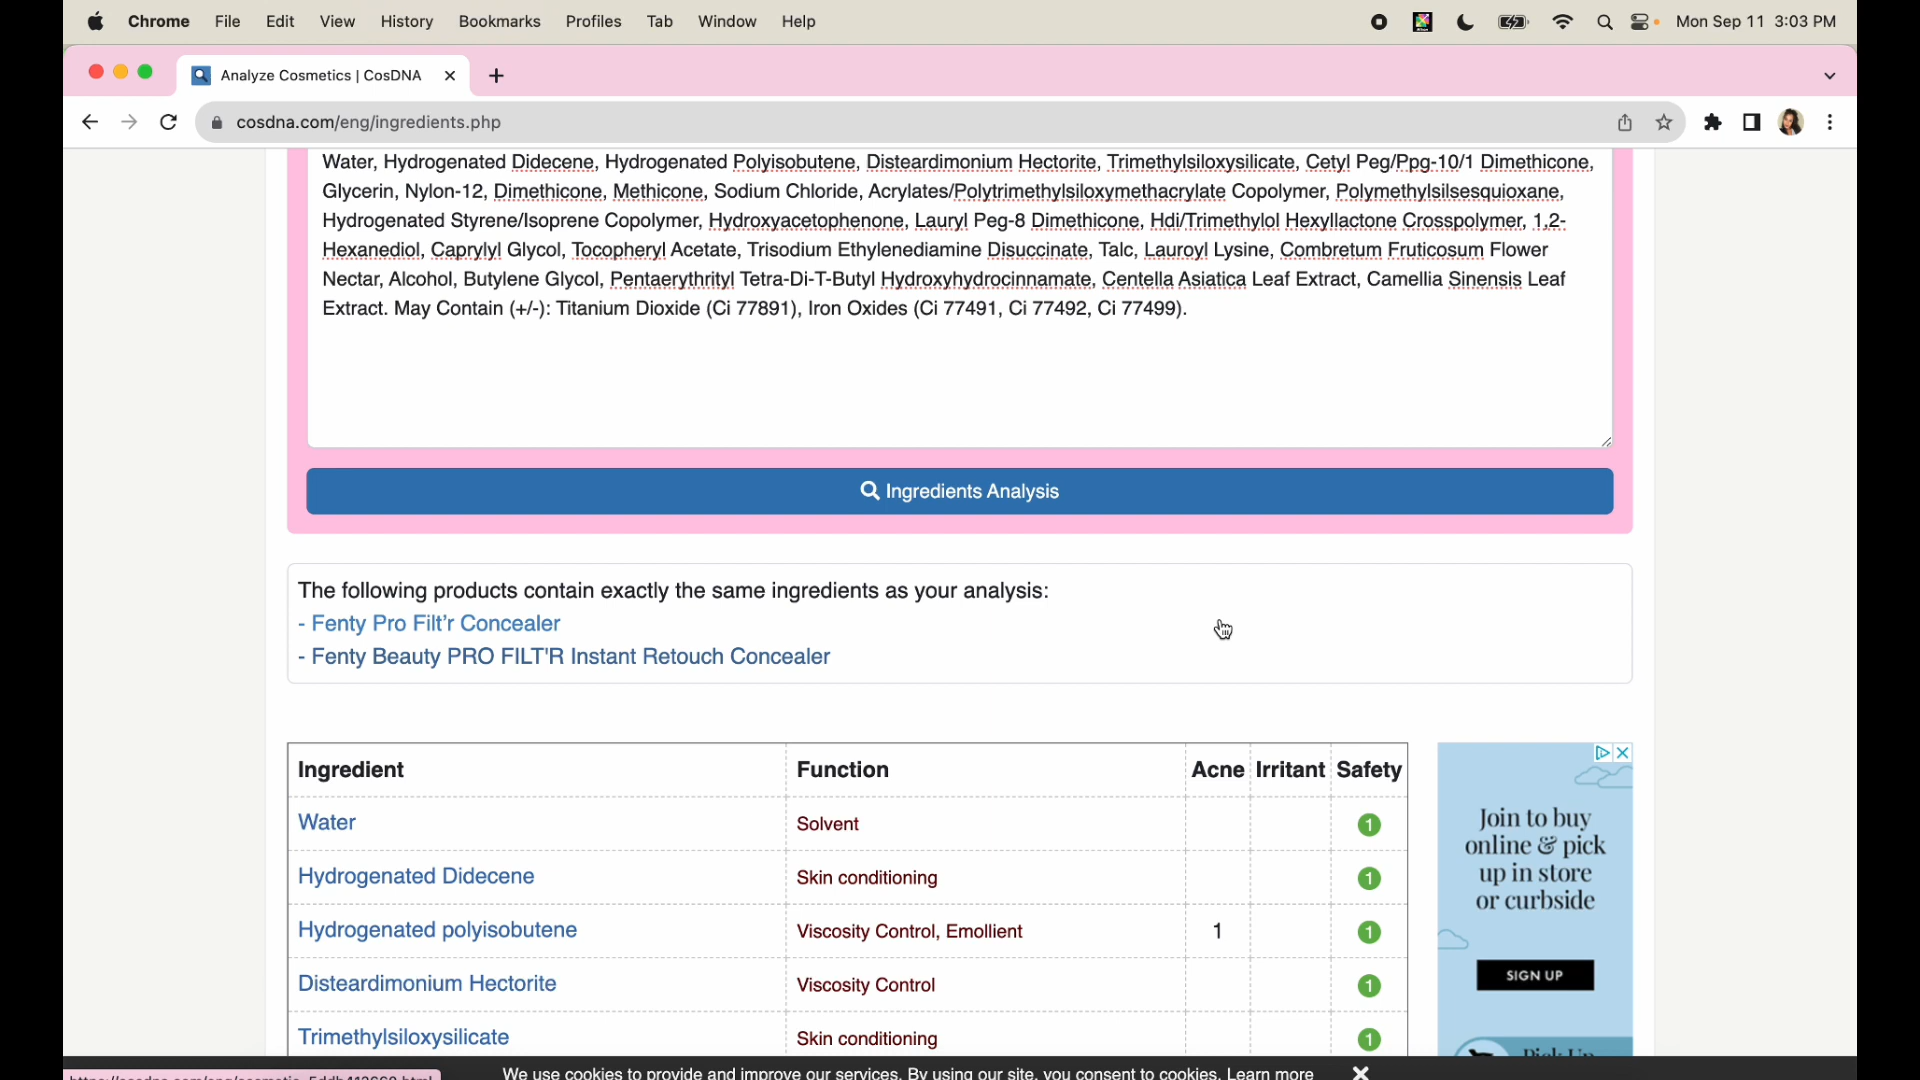 Chrome File Edit View History Bookmarks Profiles Tab Window Help Mon Sep 11 3:03 PM
Analyze Cosmetics | CosDNA
cosdna.com/eng/ingredients.php
Water, Hydrogenated Didecene, Hydrogenated Polyisobutene, Disteardimonium Hectorite, Trimethylsiloxysilicate, Cetyl Peg/Ppg-10/1 Dimethicone,
Glycerin, Nylon-12, Dimethicone, Methicone, Sodium Chloride, Acrylates/Polytrimethylsiloxymethacrylate Copolymer, Polymethylsilsesquioxane,
Hydrogenated Styrene/Isoprene Copolymer, Hydroxyacetophenone, Lauryl Peg-8 Dimethicone, Hdi/Trimethylol Hexyllactone Crosspolymer, 1,2-
Hexanediol, Caprylyl Glycol, Tocopheryl Acetate, Trisodium Ethylenediamine Disuccinate, Talc, Lauroyl Lysine, Combretum Fruticosum Flower
Nectar, Alcohol, Butylene Glycol, Pentaerythrityl Tetra-Di-T-Butyl Hydroxyhydrocinnamate, Centella Asiatica Leaf Extract, Camellia Sinensis Leaf
Extract. May Contain (+/-): Titanium Dioxide (Ci 77891), Iron Oxides (Ci 77491, Ci 77492, Ci 77499).
Ingredients Analysis
The following products contain exactly the same ingredients as your analysis:
- Fenty Pro Filt’r Concealer
- Fenty Beauty PRO FILT'R Instant Retouch Concealer
Ingredient Function Acne Irritant Safety
Water Solvent 1
Hydrogenated Didecene Skin conditioning 1
Hydrogenated polyisobutene Viscosity Control, Emollient 1 1
Disteardimonium Hectorite Viscosity Control 1
Trimethylsiloxysilicate Skin conditioning 1
Join to buy
online & pick
up in store
or curbside
SIGN UP
Pick Up
We use cookies to provide and improve our services. By using our site, you consent to cookies. Learn more